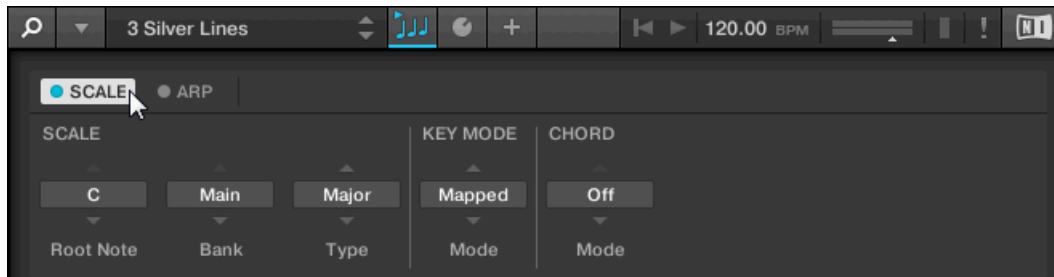 3 Silver Lines 120.00 BPM ! NI
SCALE ARP
SCALE KEY MODE CHORD
C Main Major Mapped Off
Root Note Bank Type Mode Mode